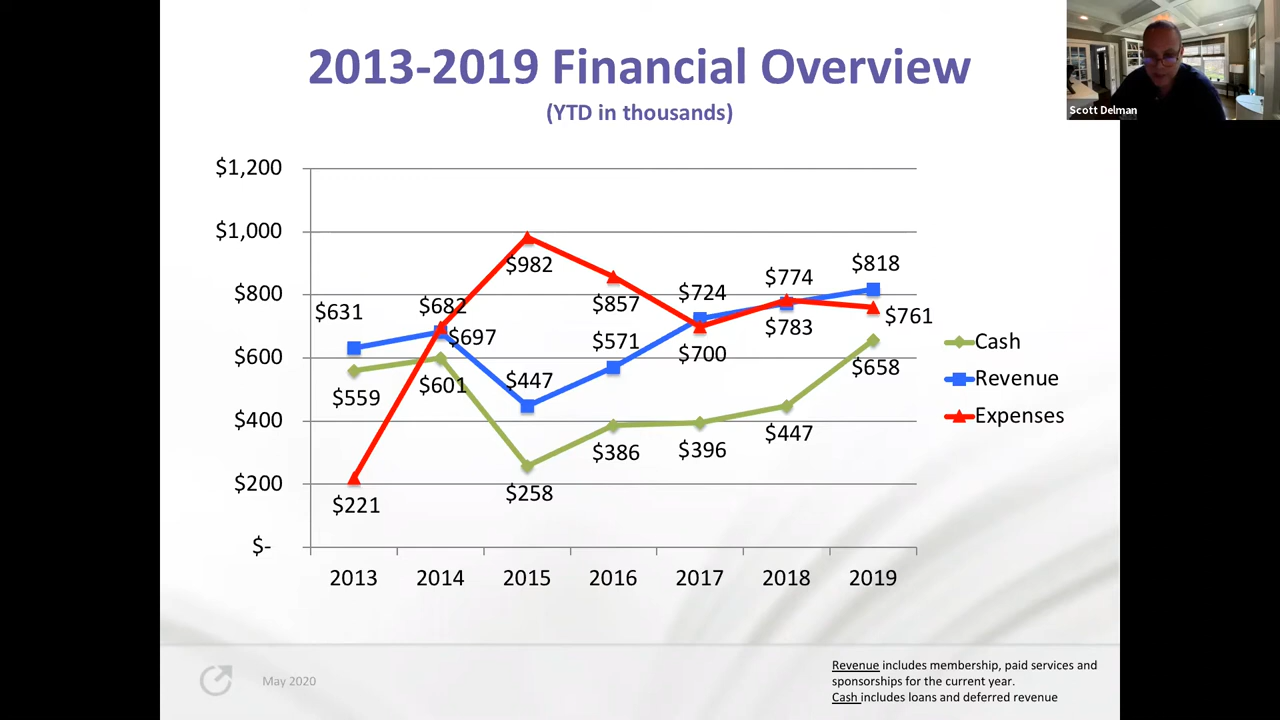 2013-2019 Financial Overview
(YTD in thousands)
Scott Delman
$1,200
$1,000
$800
$600
$400
$200
$-
$631
$682
$697
$559
$601
$221
$982
$447
$258
$857
$571
$386
$724
$700
$396
$774
$783
$447
$818
$761
$658
2013 2014 2015 2016 2017 2018 2019
Cash
Revenue
Expenses
May 2020
Revenue includes membership, paid services and
sponsorships for the current year.
Cash includes loans and deferred revenue